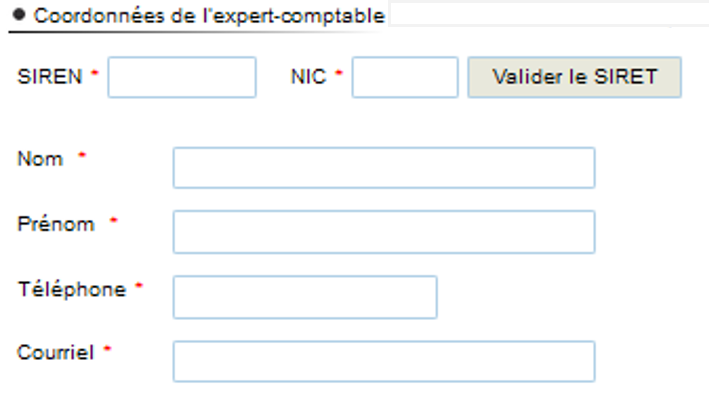 ● Coordonnées de l'expert-comptable
SIREN * NIC * Valider le SIRET
Nom *
Prénom *
Téléphone *
Courriel *